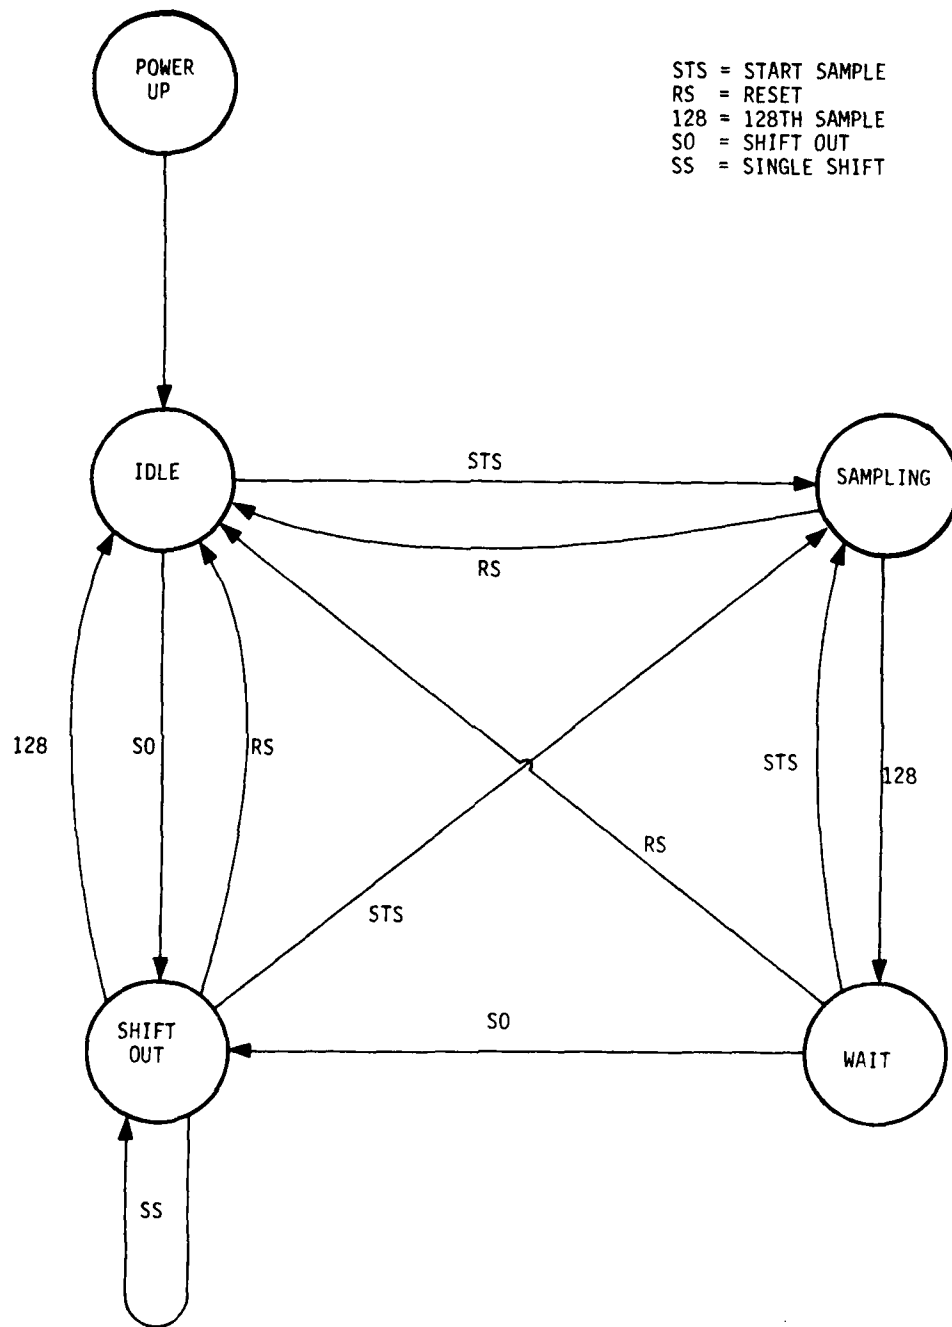 POWER
UP
STS = START SAMPLE
RS = RESET
128 = 128TH SAMPLE
SO = SHIFT OUT
SS = SINGLE SHIFT
IDLE
STS
SAMPLING
RS
128
SO
RS
STS
128
RS
STS
SO
SHIFT
OUT
WAIT
SS